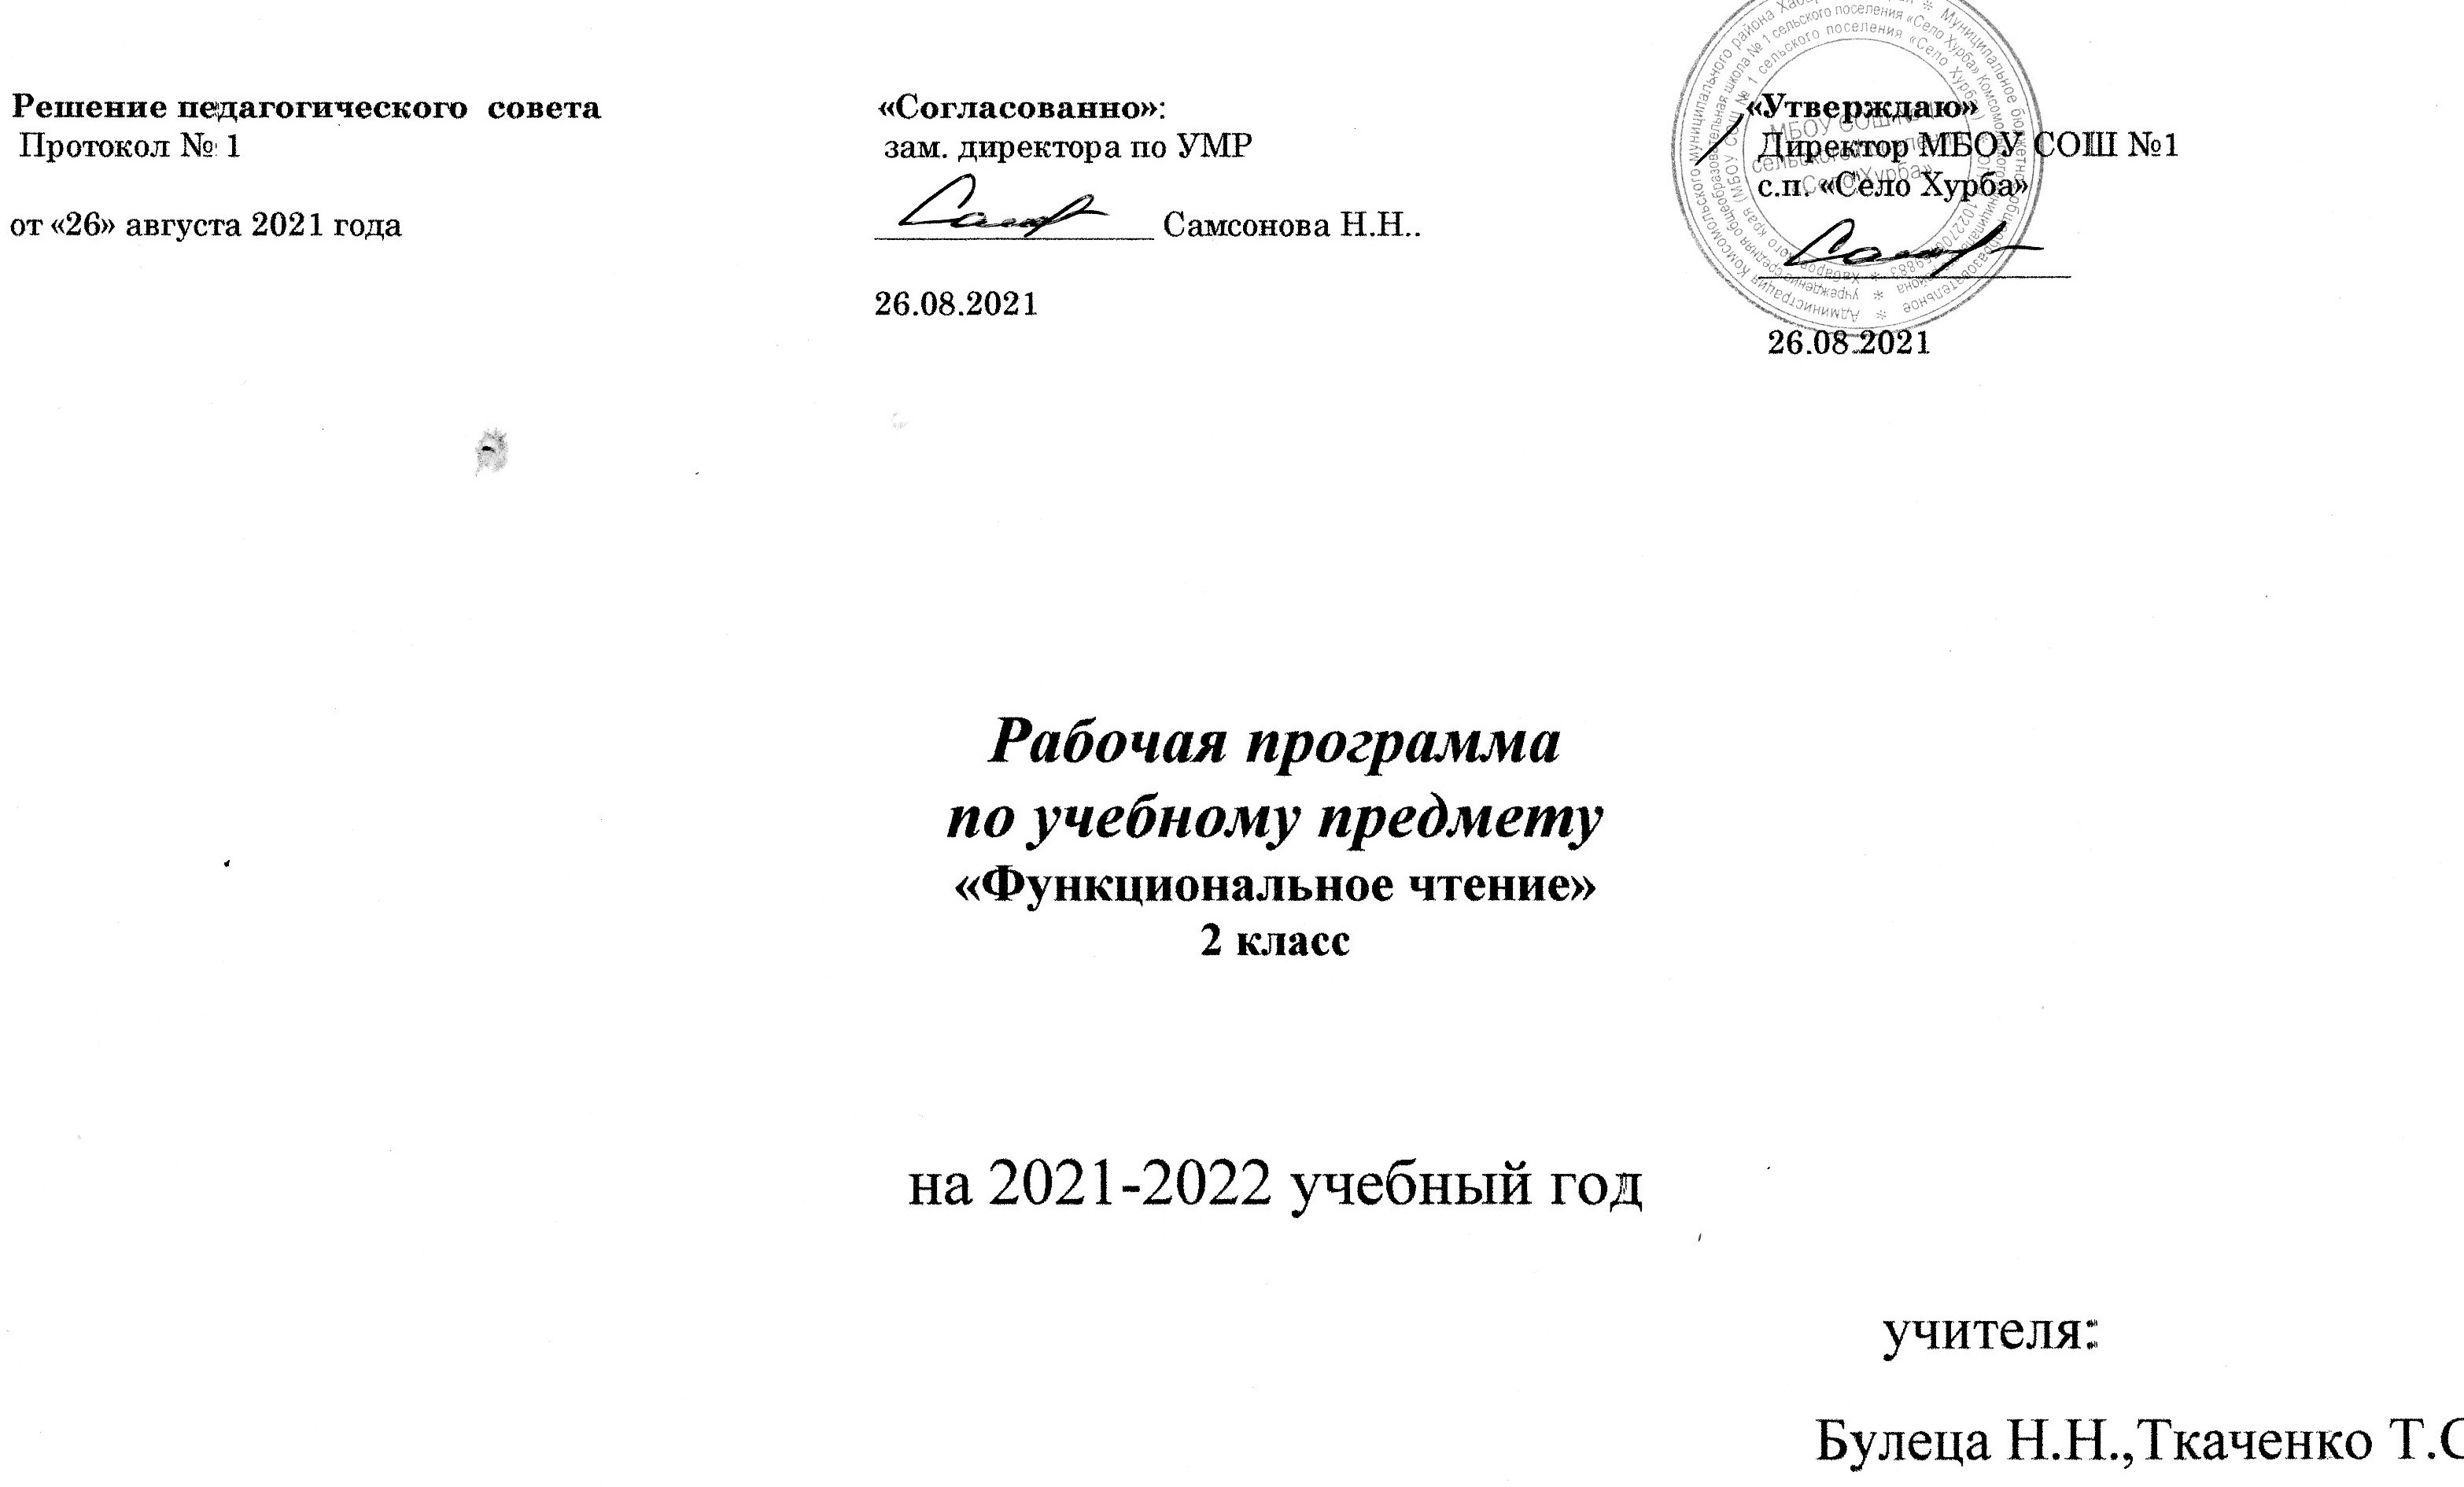 Решение педагогического совета
Протокол № 1
от «26» августа 2021 года
«Согласованно»:
зам. директора по УМР
Самсонова Н.Н..
26.08.2021
«Утверждаю»
Директор МБОУ СОШ №1
с.п. «Село Хурба»
26.08.2021
Рабочая программа
по учебному предмету
«Функциональное чтение»
2 класс
на 2021-2022 учебный год
учителя:
Булеца Н.Н.,Ткаченко Т.С